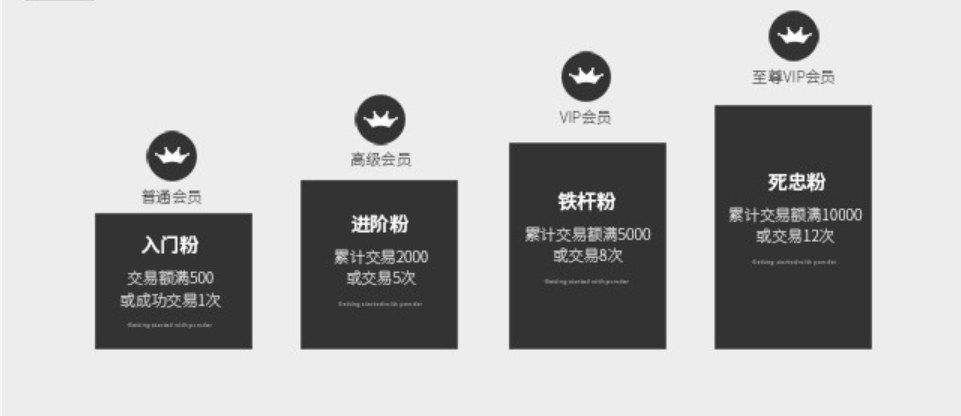 普通会员
入门粉
交易额满500
或成功交易1次
Getting started with powder
高级会员
进阶粉
累计交易2000
或交易5次
Getting started with powder
VIP会员
铁杆粉
累计交易额满5000
或交易8次
Getting started with powder
至尊VIP会员
死忠粉
累计交易额满10000
或交易12次
Getting started with powder